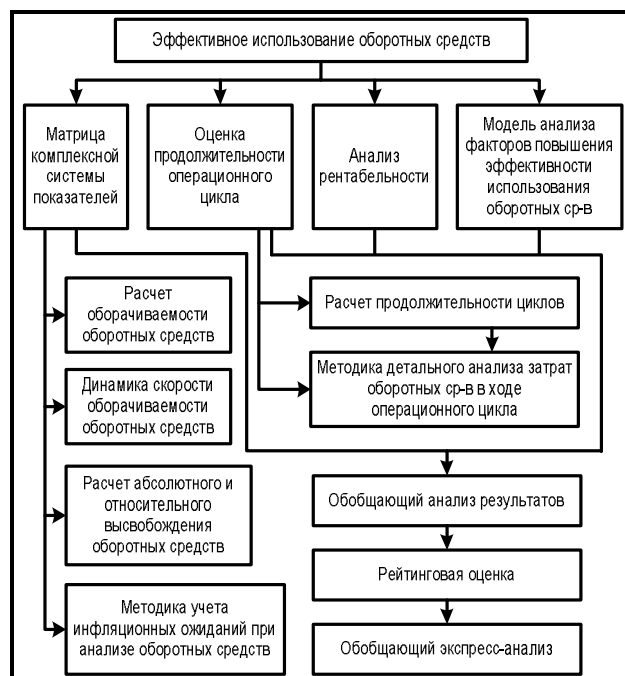 Эффективное использование оборотных средств
Матрица
комплексной
системы
показателей
Оценка
продолжительности
операционного
цикла
Анализ
рентабельности
Модель анализа
факторов повышения
эффективности
использования
оборотных ср-в
Расчет
оборачиваемости
оборотных средств
Динамика скорости
оборачиваемости
оборотных средств
Расчет абсолютного и
относительного
высвобождения
оборотных средств
Методика учета
инфляционных ожиданий при
анализе оборотных средств
Расчет продолжительности циклов
Методика детального анализа затрат
оборотных ср-в в ходе
операционного цикла
Обобщающий анализ результатов
Рейтинговая оценка
Обобщающий экспресс-анализ